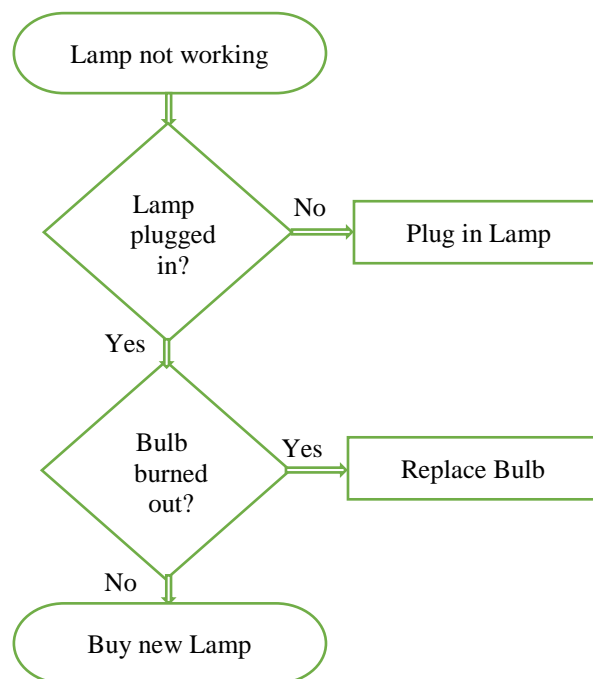 Lamp not working
Lamp
plugged
in?
No
Plug in Lamp
Yes
Bulb
burned
out?
Yes
Replace Bulb
No
Buy new Lamp